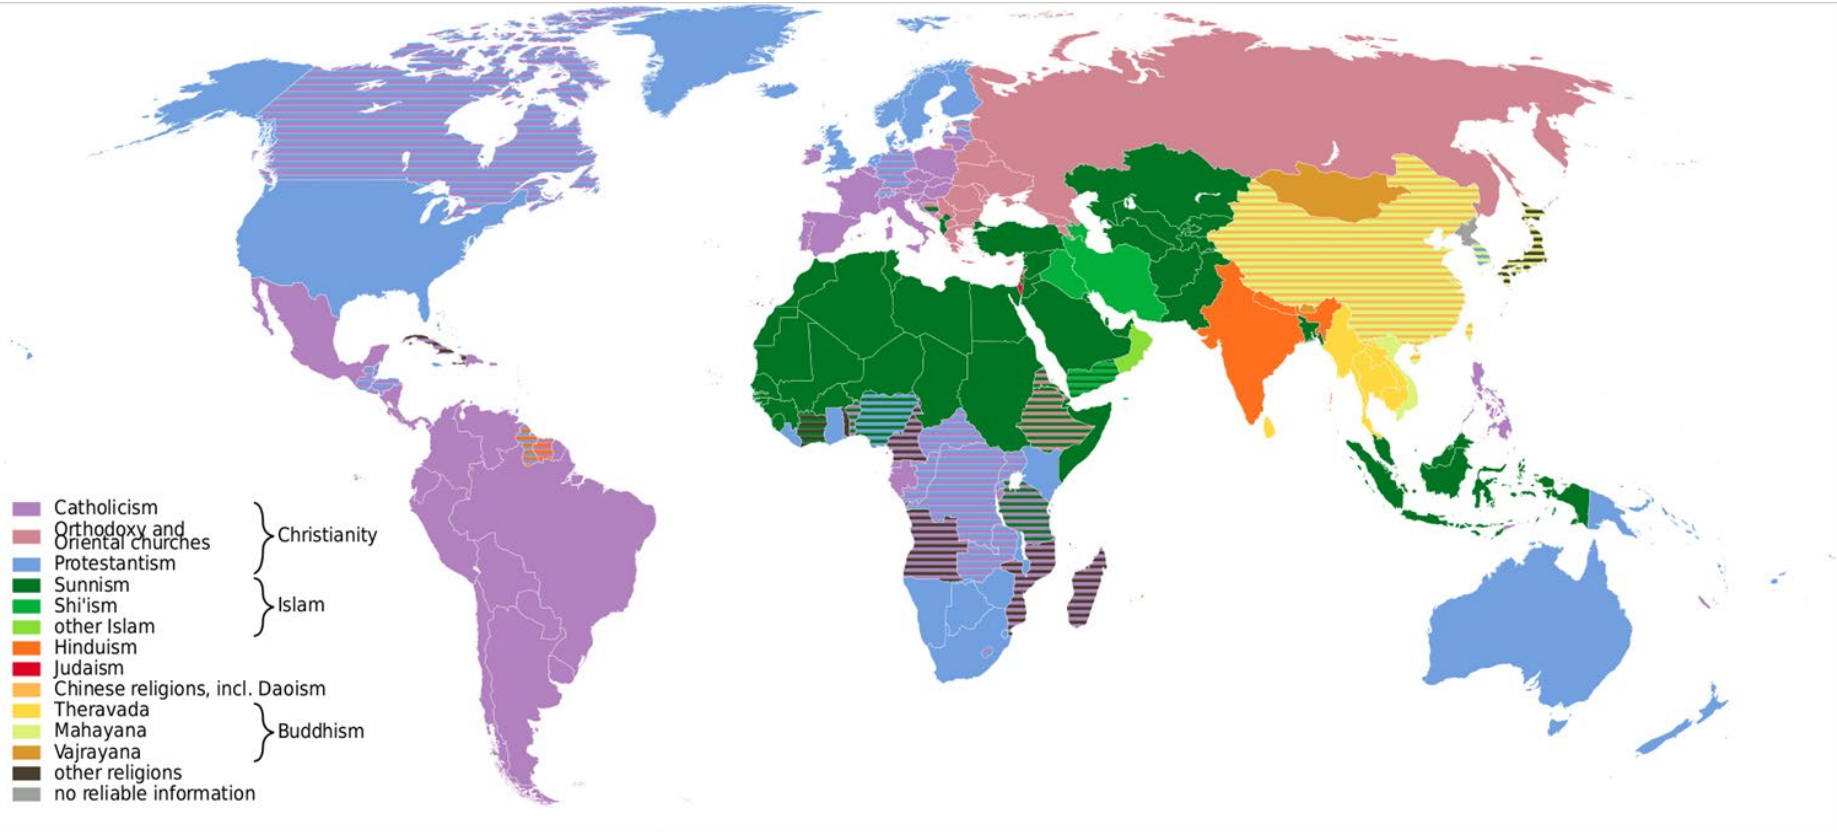 Catholicism
Orthodoxy and
Oriental churches
Christianity
Protestantism
Sunnism
Shi'ism
Islam
other Islam
Hinduism
Judaism
Chinese religions, incl. Daoism
Theravada
Mahayana
Buddhism
Vajrayana
other religions
no reliable information